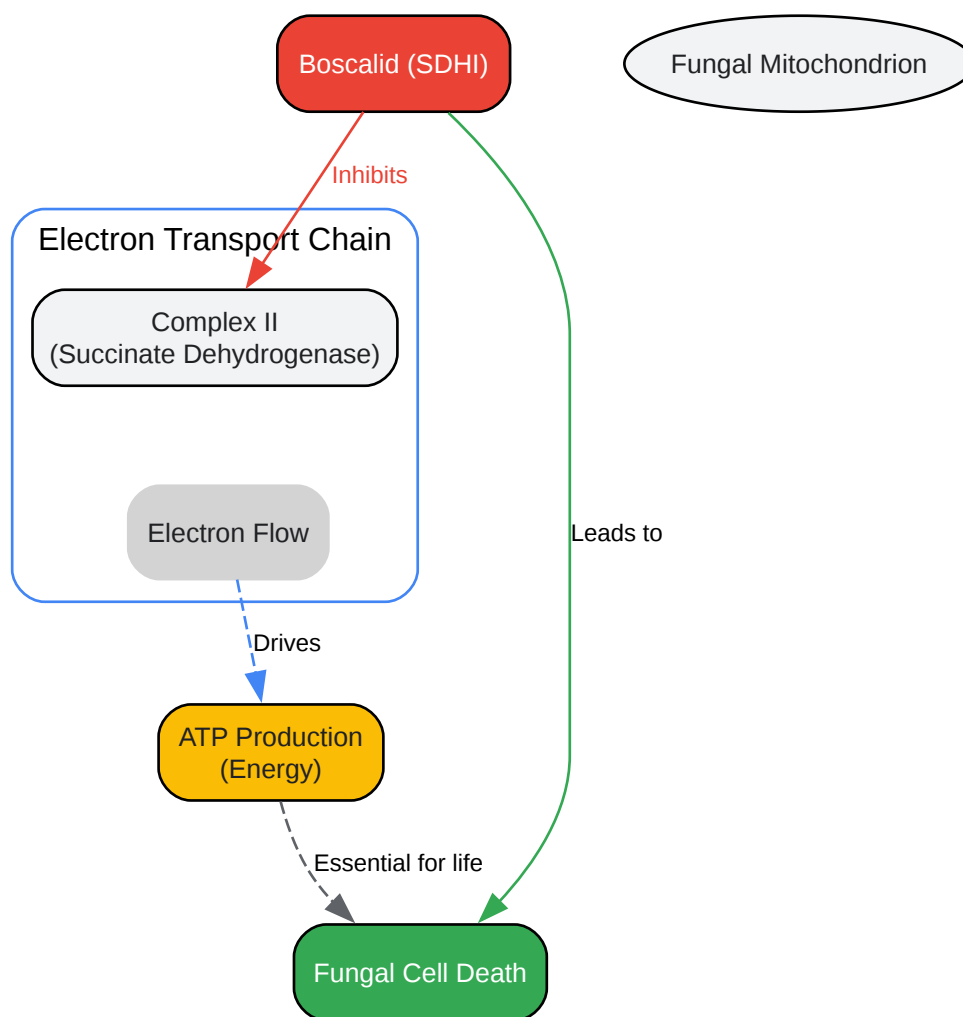 Boscalid (SDHI)
Fungal Mitochondrion
Inhibits
Electron Transport Chain
Complex II
(Succinate Dehydrogenase)
Electron Flow
Leads to
Drives
ATP Production
(Energy)
Essential for life
Fungal Cell Death